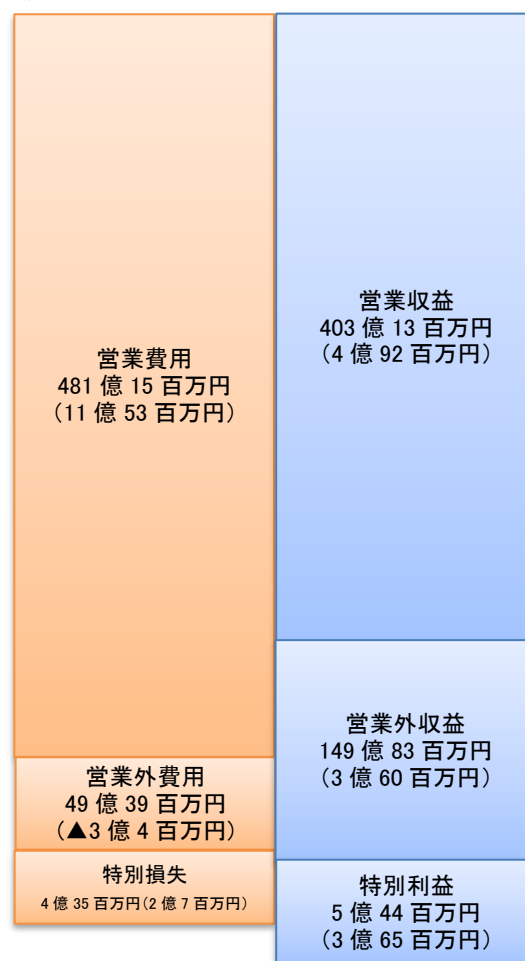 営業費用
481 億 15 百万円
(11 億 53 百万円)
営業外費用
49 億 39 百万円
(▲3 億 4 百万円)
特別損失
4 億 35 百万円(2 億 7 百万円)
営業収益
403 億 13 百万円
(4 億 92 百万円)
営業外収益
149 億 83 百万円
(3 億 60 百万円)
特別利益
5 億 44 百万円
(3 億 65 百万円)